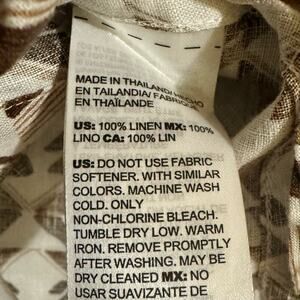 MADE IN THAILAND/HECHO
EN TAILANDIA/ FABRIQUÉ
EN THAÏLANDE
US: 100% LINEN MX: 100%
LINO CA: 100% LIN
US: DO NOT USE FABRIC
SOFTENER. WITH SIMILAR
COLORS. MACHINE WASH
COLD. ONLY
NON-CHLORINE BLEACH.
TUMBLE DRY LOW. WARM
IRON. REMOVE PROMPTLY
AFTER WASHING. MAY BE
DRY CLEANED MX: NO
USAR SUAVIZANTE DE